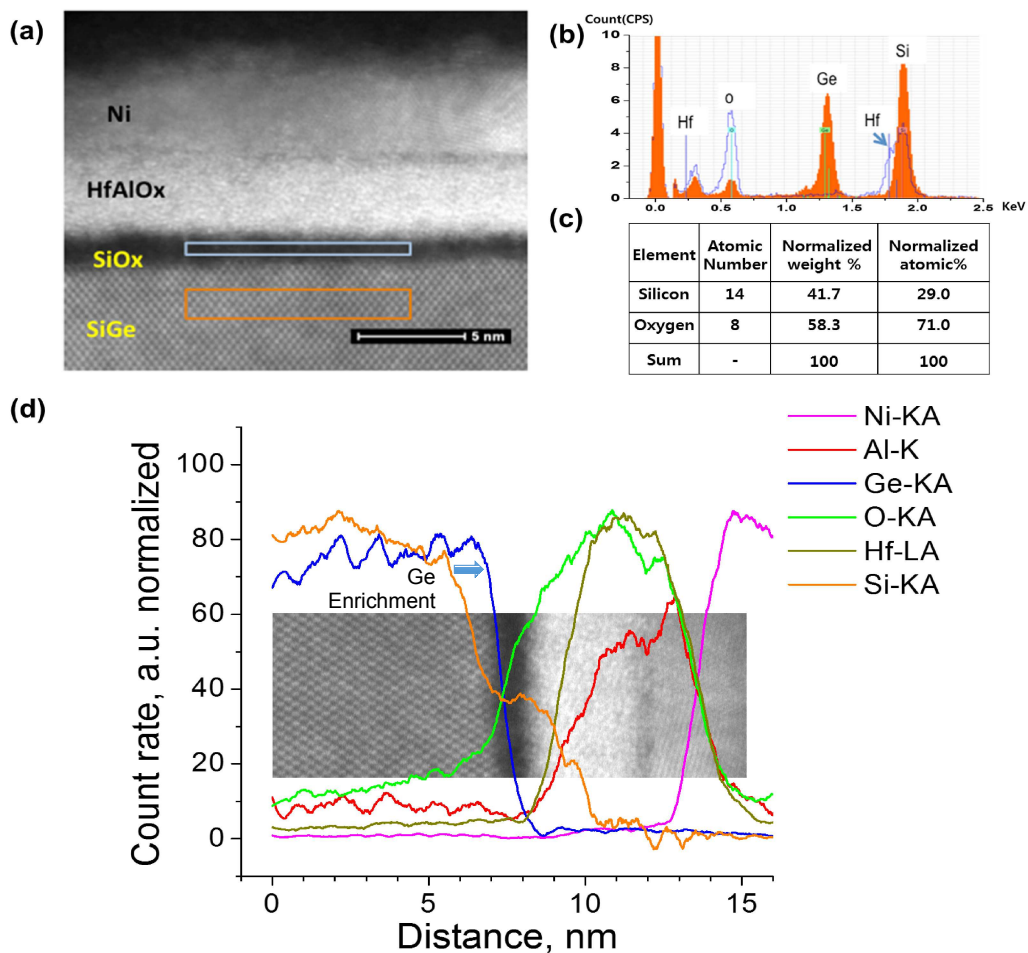 (a)
Ni
HfAlOx
SiOx
SiGe
5 nm
(b)
Count(CPS)
10
8
6
4
2
0
Hf
O
Ge
Hf
Si
0.0 0.6 1.2 1.8 2.0 2.5 KeV
(c)
Element Atomic Number Normalized weight % Normalized atomic%
Silicon 14 41.7 29.0
Oxygen 8 58.3 71.0
Sum - 100 100
(d)
Count rate, a.u. normalized
100
80
60
40
20
0
Ge
Enrichment
0 5 10 15
Distance, nm
Ni-KA
Al-K
Ge-KA
O-KA
Hf-LA
Si-KA